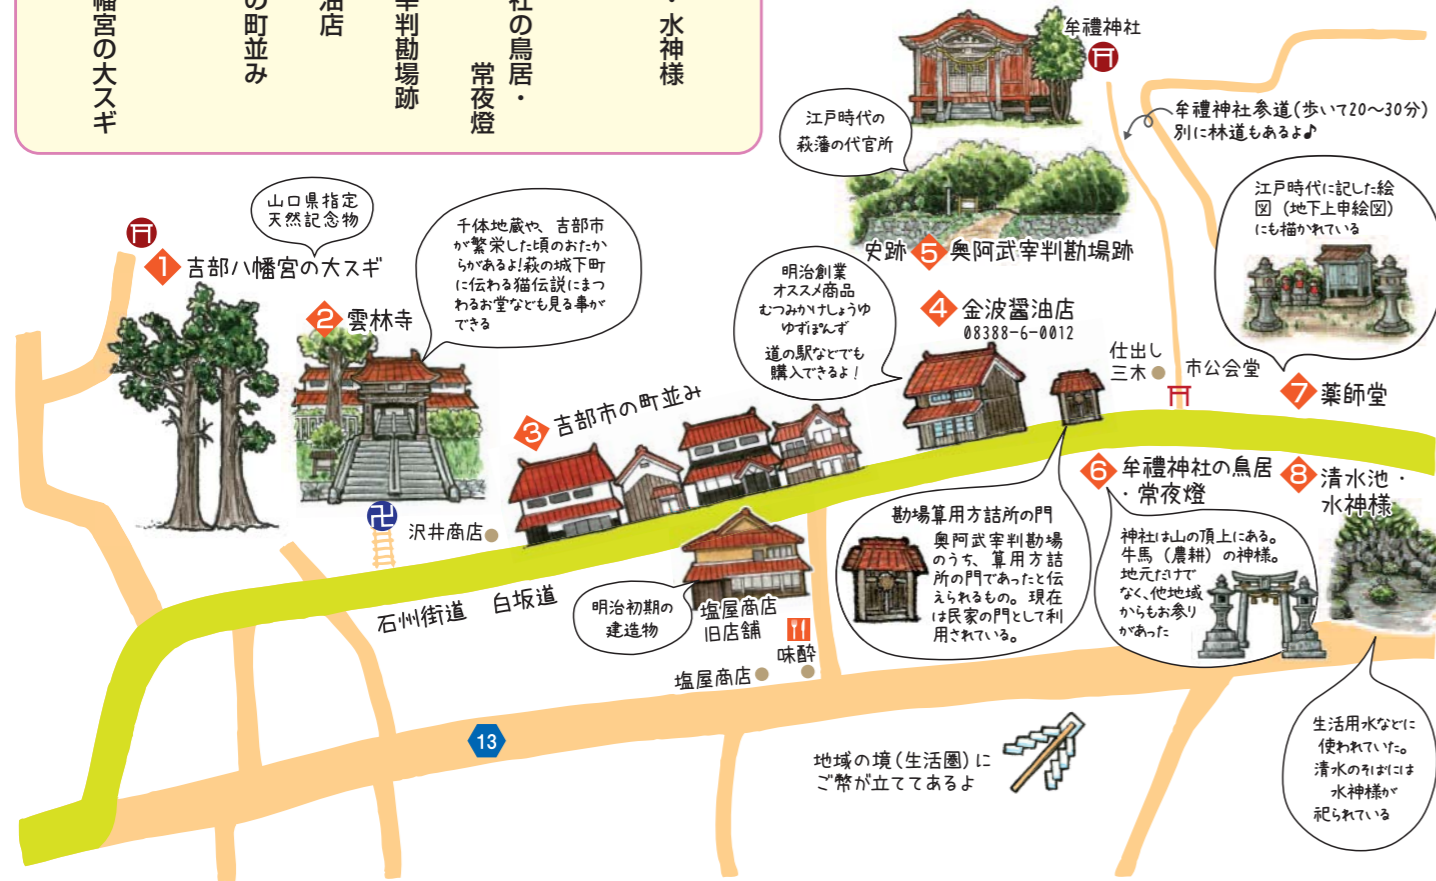 ・水神様
社の鳥居・
常夜燈
宰判勘場跡
油店
の町並み
幡宮の大スギ
牟禮神社
牟禮神社参道(歩いて20〜30分)
別に林道もあるよ♪
江戸時代の
萩藩の代官所
史跡 5 奥阿武宰判勘場跡
江戸時代に記した絵
図(地下上申絵図)
にも描かれている
山口県指定
天然記念物
1 吉部八幡宮の大スギ
千体地蔵や、吉部市
が繁栄した頃のおたか
らがあるよ!萩の城下町
に伝わる猫伝説にまつ
わるお堂なども見る事が
できる
2 雲林寺
明治創業
オススメ商品
むつみかけしょうゆ
ゆずぽんず
道の駅などでも
購入できるよ!
4 金波醤油店
08388-6-0012
仕出し
三木
市公会堂
7 薬師堂
3 吉部市の町並み
沢井商店
石州街道 白坂道
明治初期の
建造物
塩屋商店
旧店舗
味酔
塩屋商店
勘場算用方詰所の門
奥阿武宰判勘場
のうち、算用方詰
所の門であったと伝
えられるもの。現在
は民家の門として利
用されている。
6 牟禮神社の鳥居
・常夜燈
神社は山の頂上にある。
牛馬(農耕)の神様。
地元だけで
なく、他地域
からもお参り
があった
8 清水池・
水神様
生活用水などに
使われていた。
清水のそばには
水神様が
祀られている
13
地域の境(生活圏)に
ご幣が立ててあるよ